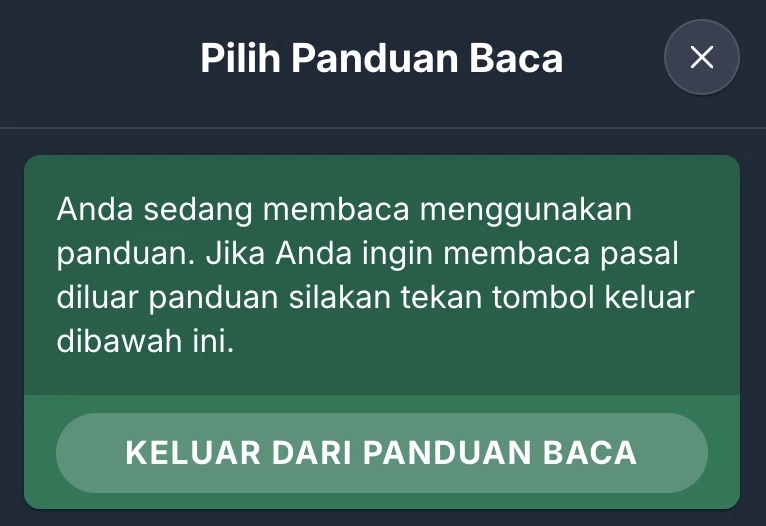 Pilih Panduan Baca
Anda sedang membaca menggunakan
panduan. Jika Anda ingin membaca pasal
diluar panduan silakan tekan tombol keluar
dibawah ini.
KELUAR DARI PANDUAN BACA